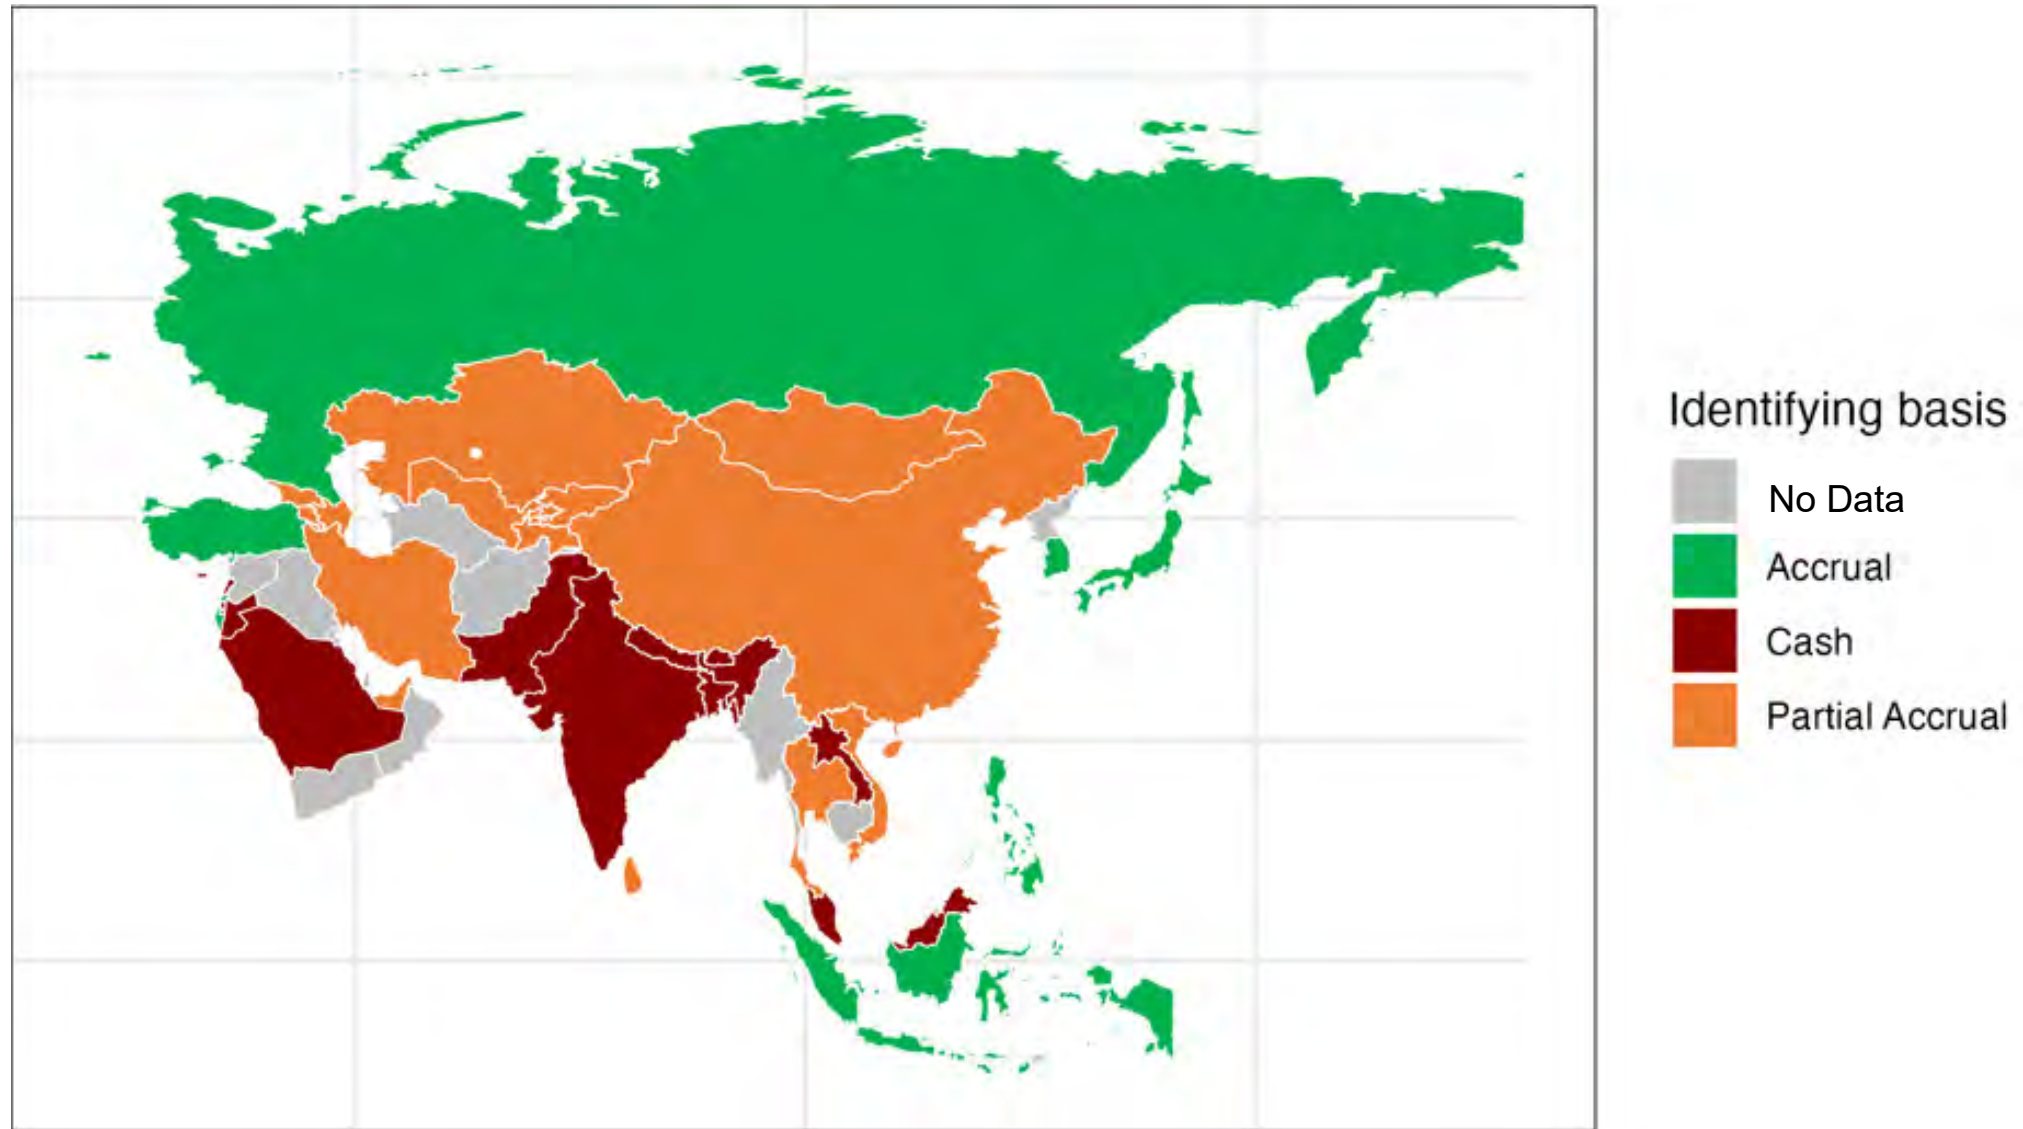 Identifying basis
No Data
Accrual
Cash
Partial Accrual